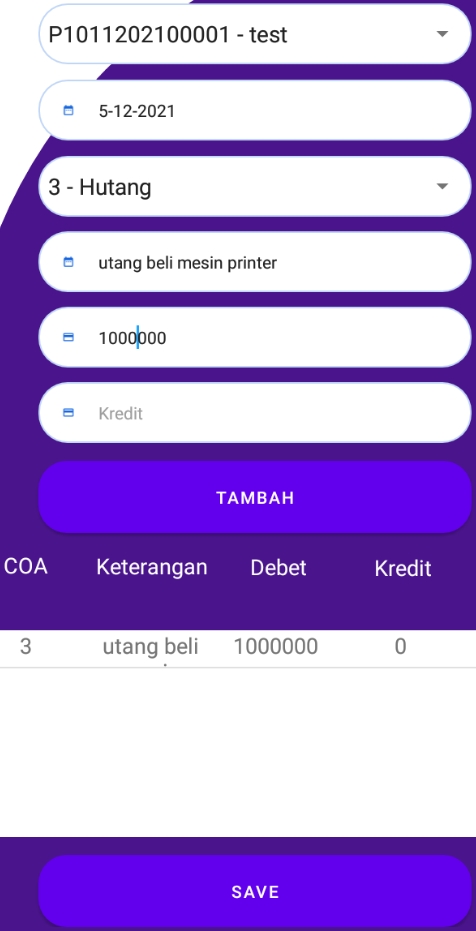 P1011202100001 - test
5-12-2021
3 - Hutang
utang beli mesin printer
1000000
Kredit
TAMBAH
COA Keterangan Debet Kredit
3 utang beli 1000000 0
SAVE